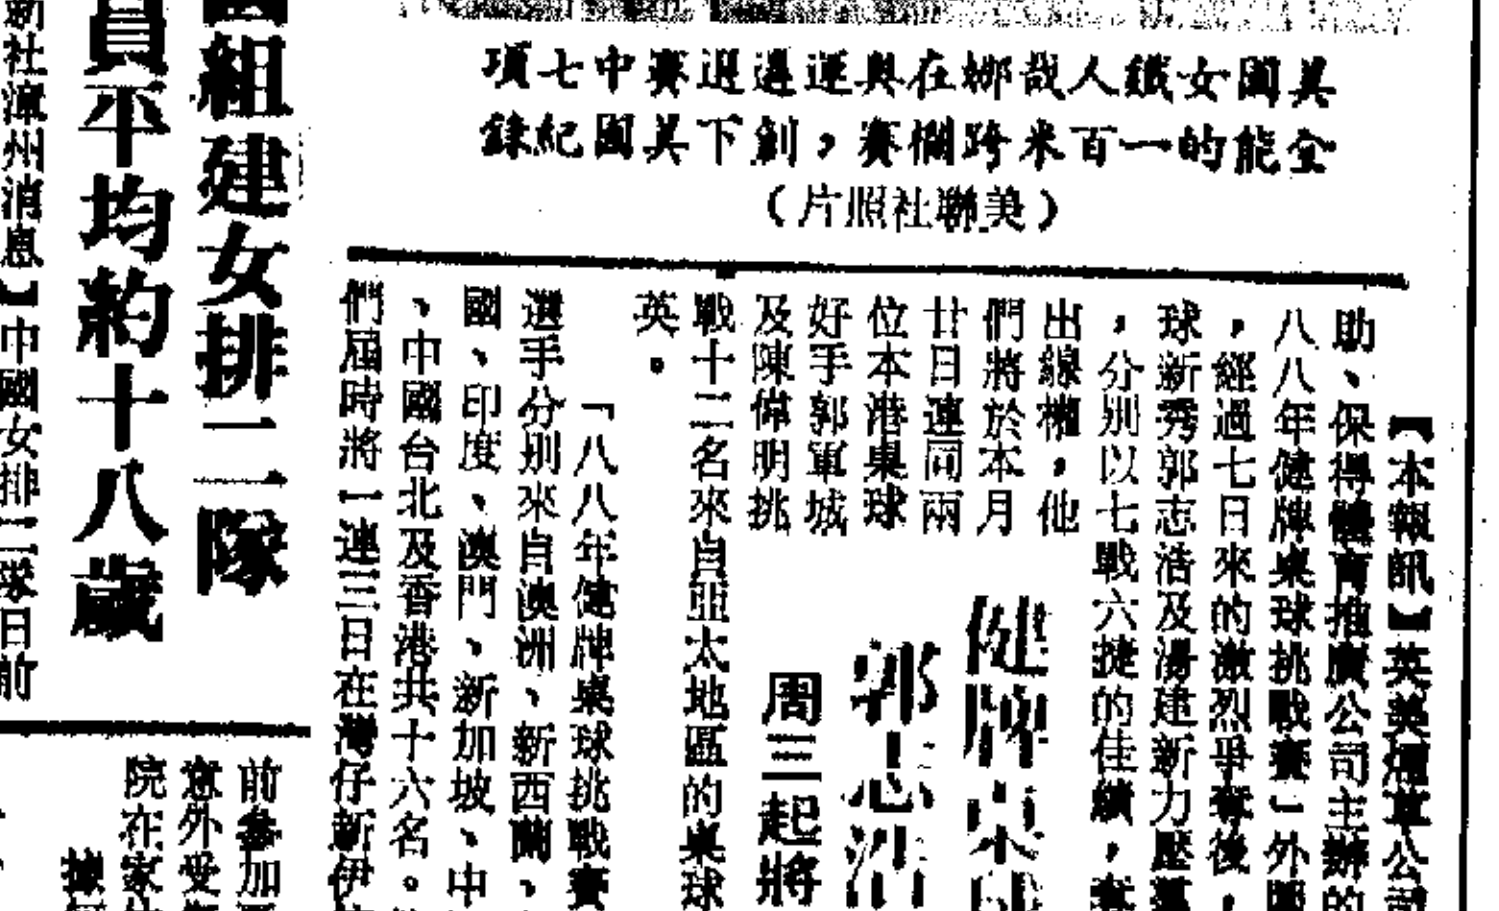 英國女鐵人哉娜在奧運選拔賽中七項
全能的一百米跨欄賽，創下英國紀錄
（美聯社照片）
【本報訊】英美煙草公司
助、保得體育推廣公司主辦的
八八年健牌桌球挑戰賽」外圍
，經過七日來的激烈爭奪後，
球新秀郭志浩及湯建新力壓
，分別以七戰六捷的佳績，奪
出線權，他
們將於本月
廿日連同兩
位本港桌球
好手郭軍城
及陳偉明挑
戰十二名來自亞太地區的桌球
英。
健牌桌球
郭志浩
周三起將
「八八年健牌桌球挑戰賽
選手分別來自澳洲、新西蘭、
國、印度、澳門、新加坡、中
、中國台北及香港共十六名。
們屆時將一連三日在灣仔新伊
組建女排二隊
員平均約十八歲
新社漳州消息】中國女排二隊日前
前參加
意外受
院在家
據